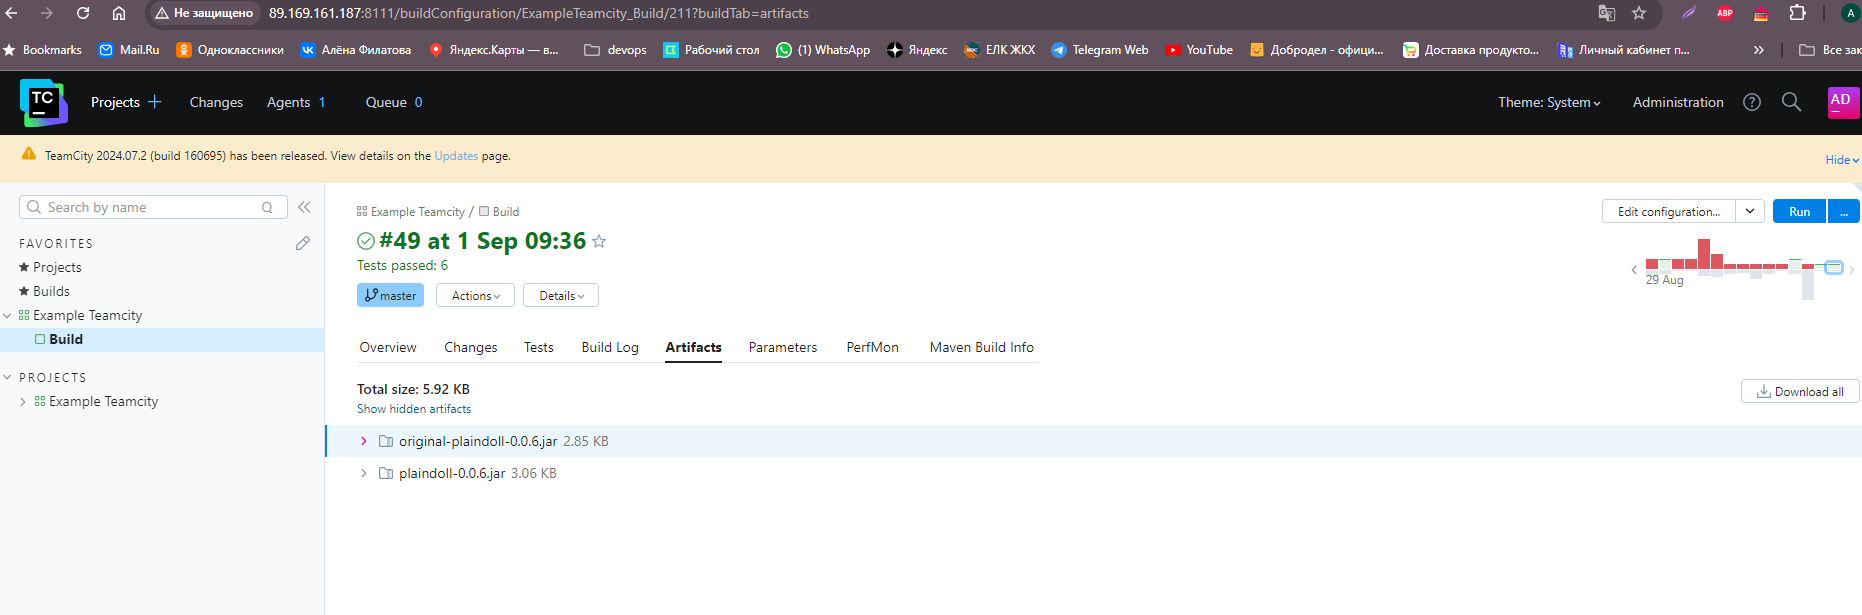 Не защищено 89.169.161.187:8111/buildConfiguration/ExampleTeamcity_Build/211?buildTab=artifacts ABP A
Bookmarks Mail.Ru Одноклассники Алёна Филатова Яндекс.Карты — в... devops Рабочий стол (1) WhatsApp Яндекс ЕЛК ЖКХ Telegram Web YouTube Добродел - офици... Доставка продукто... Личный кабинет п... » Все зак
TC Projects + Changes Agents 1 Queue 0 Theme: System Administration ? AD
TeamCity 2024.07.2 (build 160695) has been released. View details on the Updates page.
Hide
Search by name Q
Example Teamcity / Build
Edit configuration... Run ...
FAVORITES
#49 at 1 Sep 09:36
Projects
Tests passed: 6
29 Aug
Builds
master Actions Details
Example Teamcity
Build
Overview Changes Tests Build Log Artifacts Parameters PerfMon Maven Build Info
PROJECTS
Example Teamcity
Total size: 5.92 KB
Download all
Show hidden artifacts
original-plaindoll-0.0.6.jar 2.85 KB
plaindoll-0.0.6.jar 3.06 KB